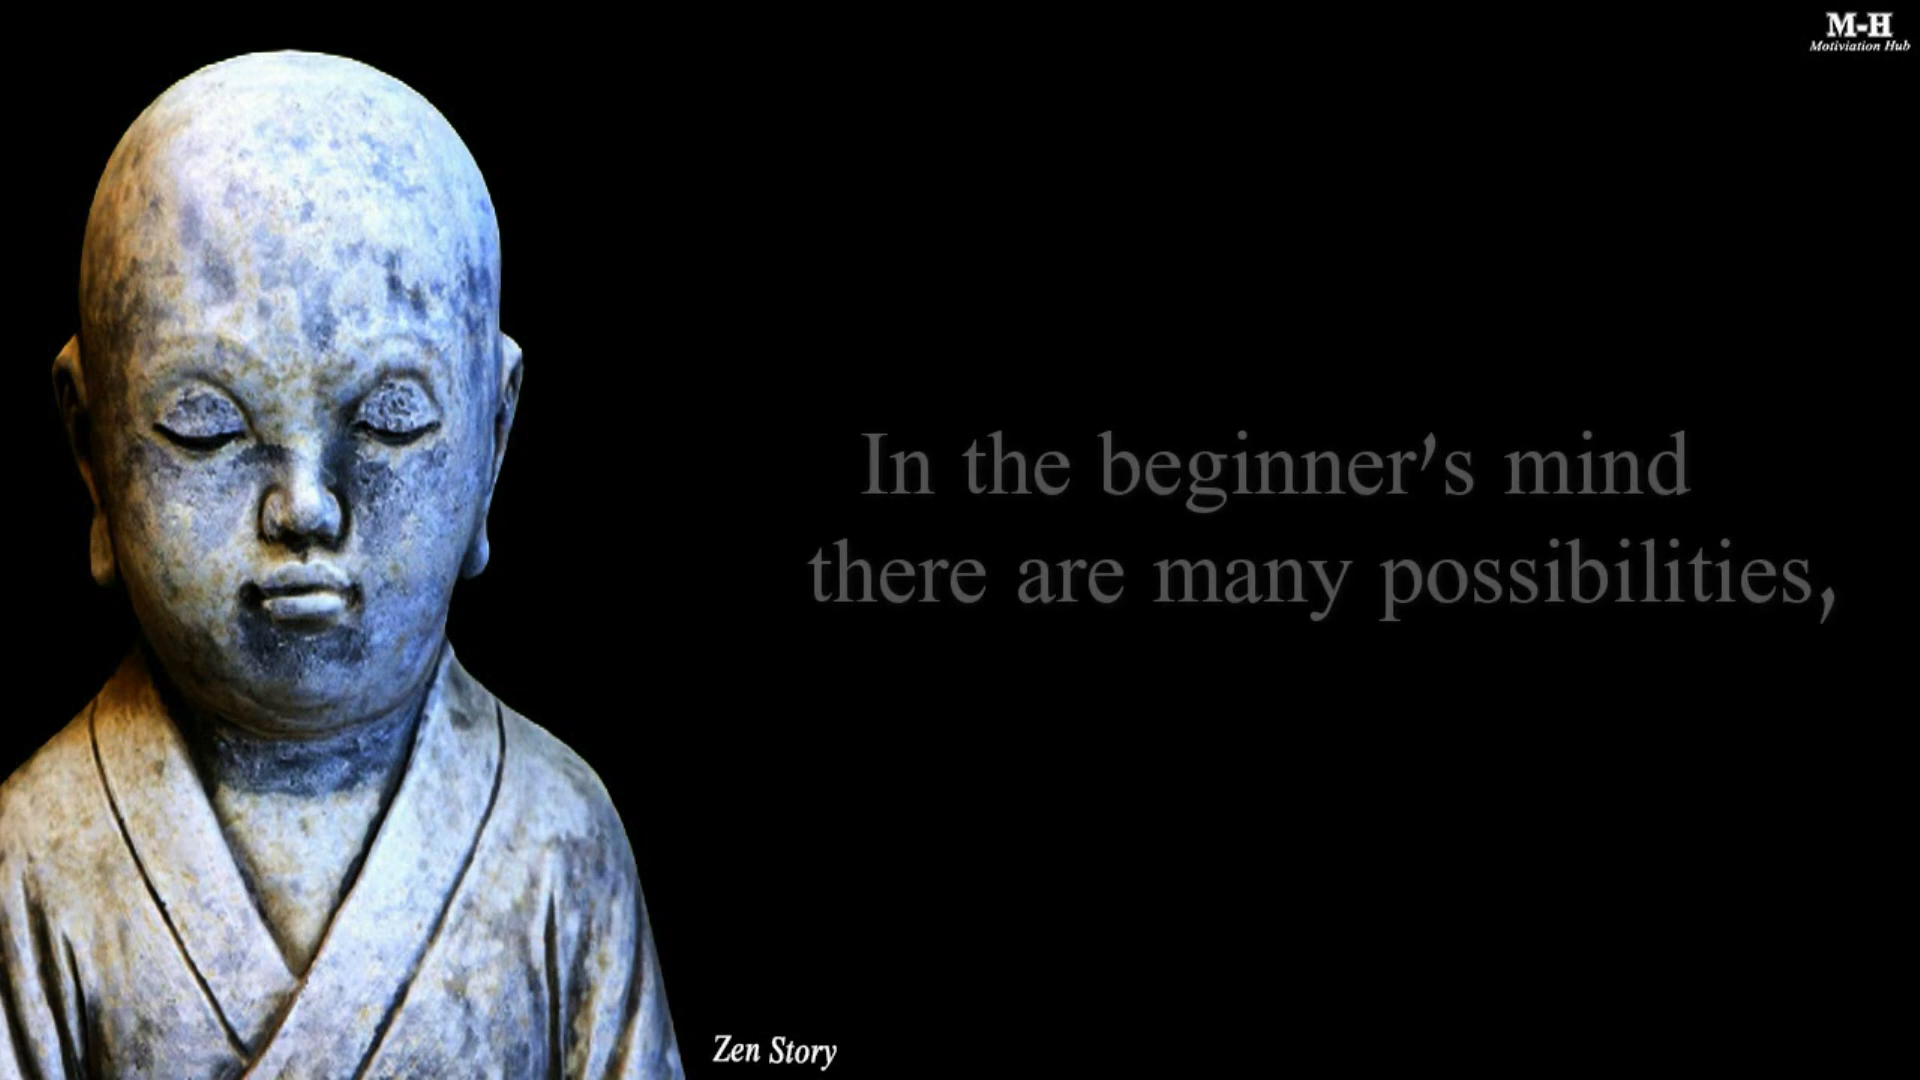 M-H
Motiviation Hub
In the beginner's mind
there are many possibilities,
Zen Story